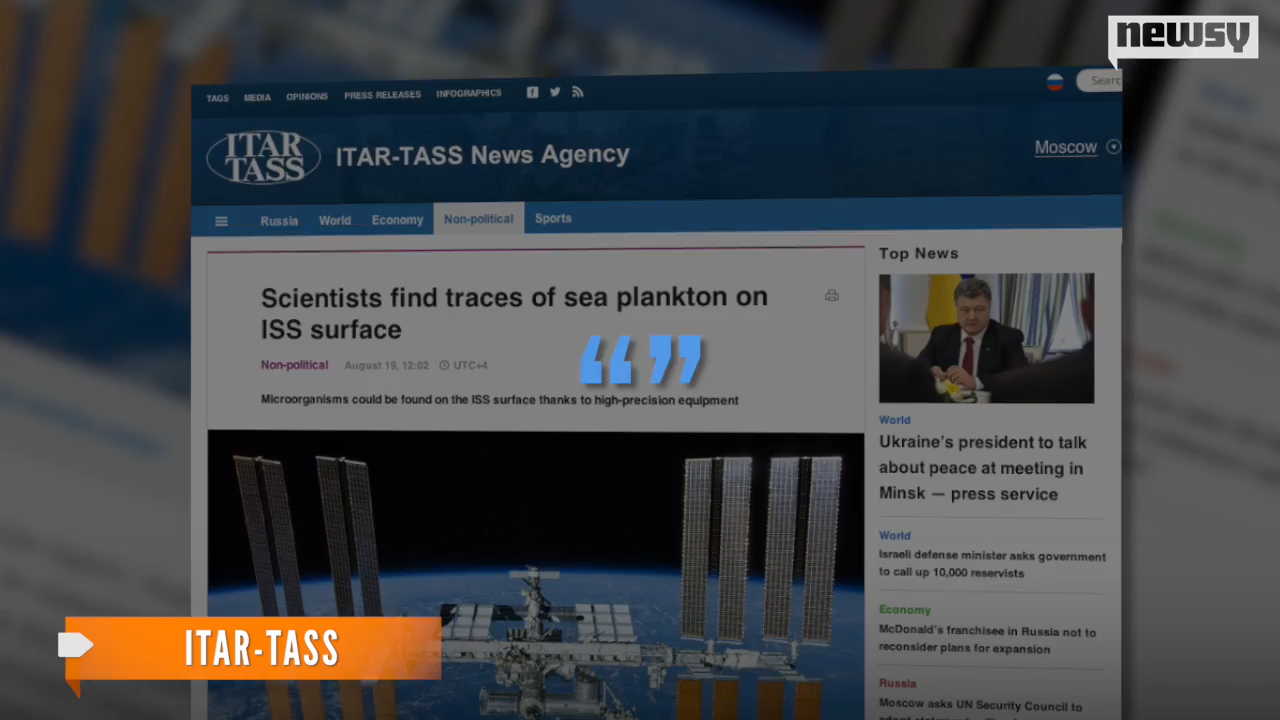 newsy
TAGS MEDIA OPINIONS PRESS RELEASES INFOGRAPHICS
ITAR
TASS
ITAR-TASS News Agency
Moscow
Russia World Economy Non-political Sports
Scientists find traces of sea plankton on
ISS surface
Non-political August 19, 12:02 UTC+4
“”
Microorganisms could be found on the ISS surface thanks to high-precision equipment
Top News
World
Ukraine's president to talk
about peace at meeting in
Minsk — press service
World
Israeli defense minister asks government
to call up 10,000 reservists
Economy
McDonald's franchisee in Russia not to
reconsider plans for expansion
Russia
Moscow asks UN Security Council to
ITAR-TASS